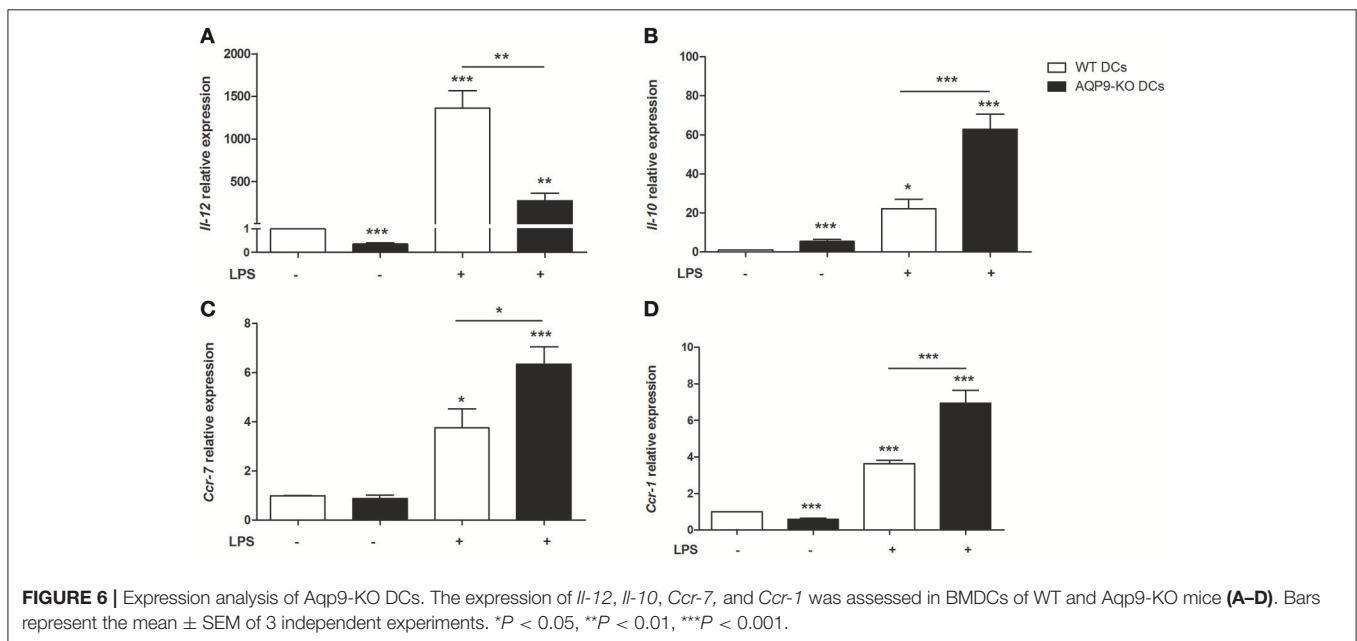 A
Il-12 relative expression
2000
1500
1000
500
1
0
***
***
**
**
LPS - - + +
B
Il-10 relative expression
100
80
60
40
20
0
***
*
***
***
LPS - - + +
WT DCs
AQP9-KO DCs
C
Ccr-7 relative expression
8
6
4
2
0
*
*
***
LPS - - + +
D
Ccr-1 relative expression
10
8
6
4
2
0
***
***
***
***
LPS - - + +
FIGURE 6 | Expression analysis of Aqp9-KO DCs. The expression of Il-12, Il-10, Ccr-7, and Ccr-1 was assessed in BMDCs of WT and Aqp9-KO mice (A–D). Bars
represent the mean ± SEM of 3 independent experiments. *P < 0.05, **P < 0.01, ***P < 0.001.